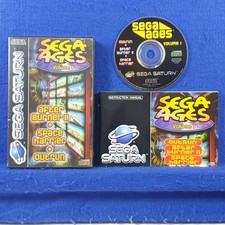 SEGA
AGES
SEGA SATURN
AFTER
BURNER II
SPACE
HARRIER
OUTRUN
SEGA
AGES
VOLUME 1
OUTRUN
AFTER
BURNER II
SPACE
HARRIER
SEGA SATURN
INSTRUCTION MANUAL
SEGA
SATURN
SEGA
AGES
VOLUME 1
OUTRUN
AFTER BURNER II
SPACE HARRIER